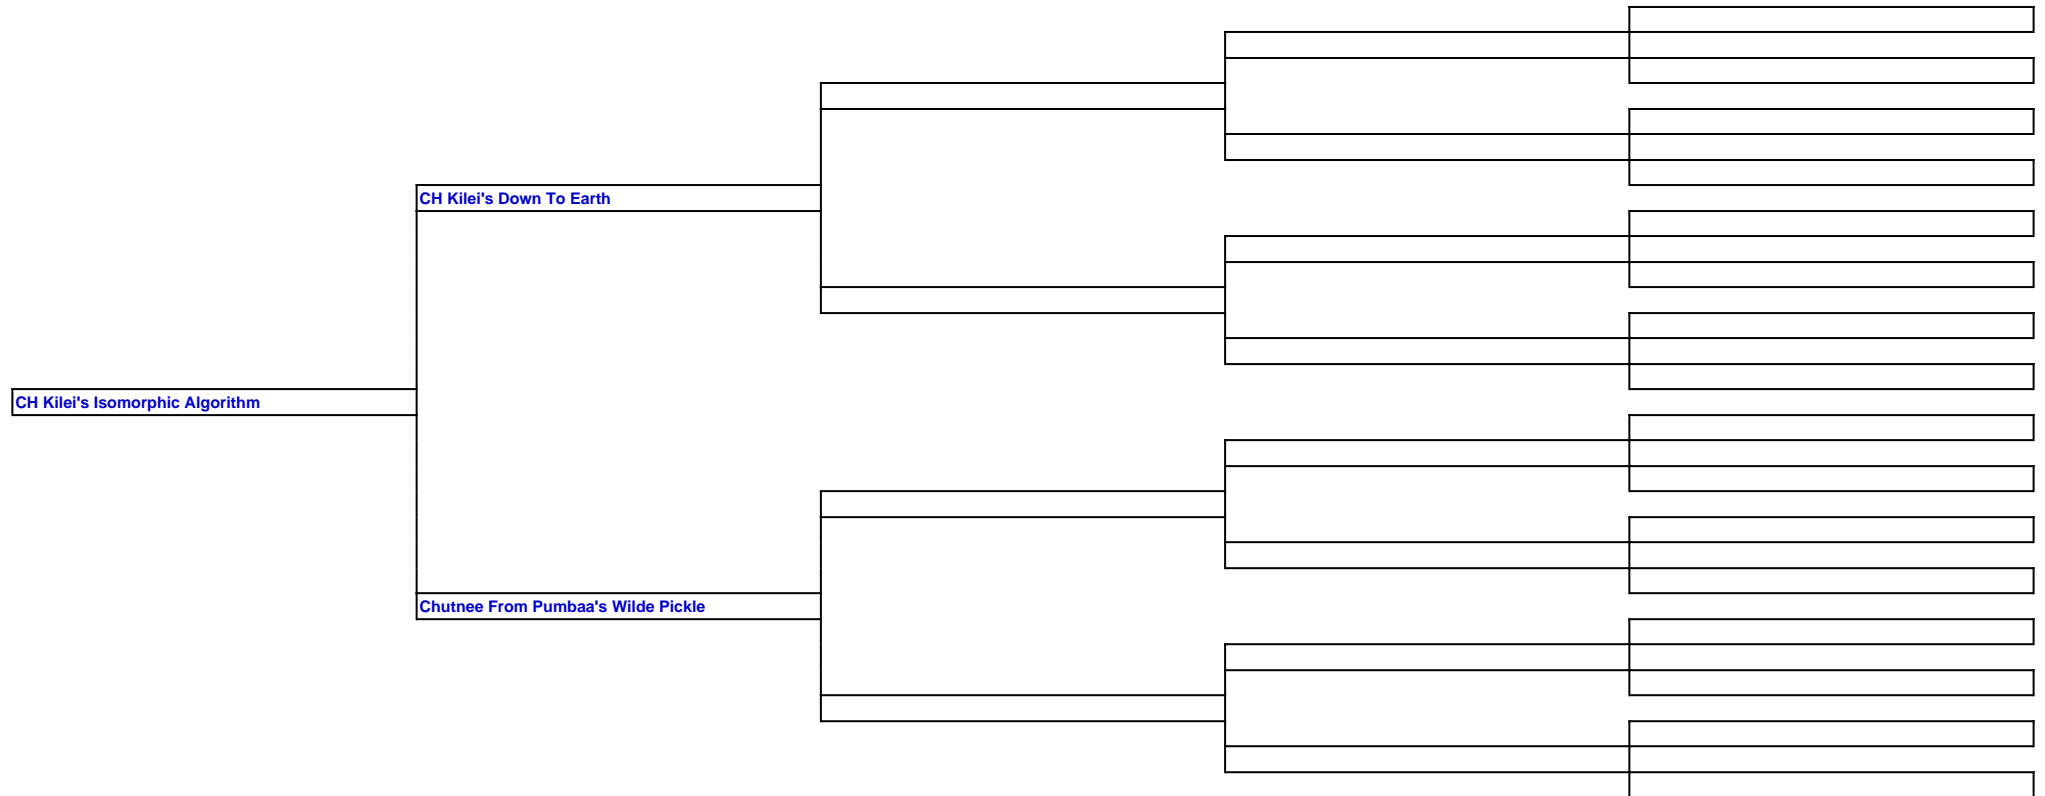 CH Kilei's Down To Earth
CH Kilei's Isomorphic Algorithm
Chutnee From Pumbaa's Wilde Pickle